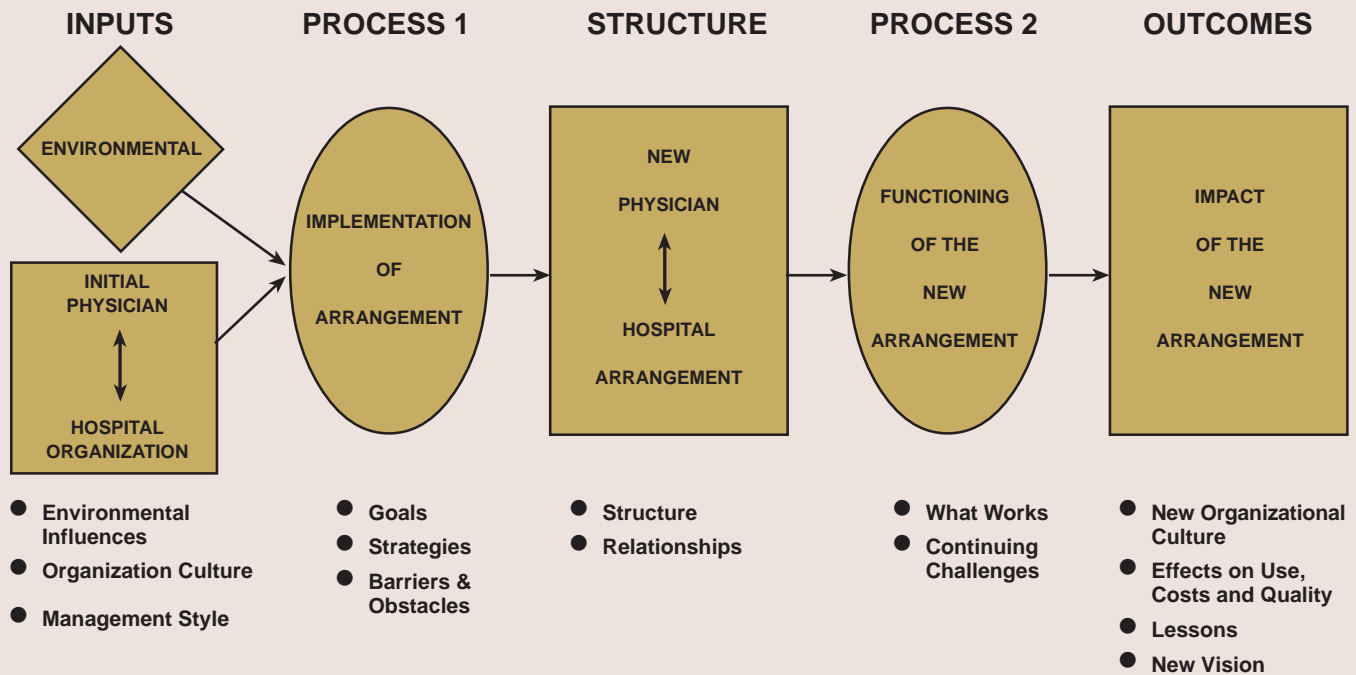 INPUTS
PROCESS 1
STRUCTURE
PROCESS 2
OUTCOMES
ENVIRONMENTAL
INITIAL
PHYSICIAN
HOSPITAL
ORGANIZATION
IMPLEMENTATION
OF
ARRANGEMENT
NEW
PHYSICIAN
HOSPITAL
ARRANGEMENT
FUNCTIONING
OF THE
NEW
ARRANGEMENT
IMPACT
OF THE
NEW
ARRANGEMENT
● Environmental
Influences
● Organization Culture
● Management Style
● Goals
● Strategies
● Barriers &
Obstacles
● Structure
● Relationships
● What Works
● Continuing
Challenges
● New Organizational
Culture
● Effects on Use,
Costs and Quality
● Lessons
● New Vision